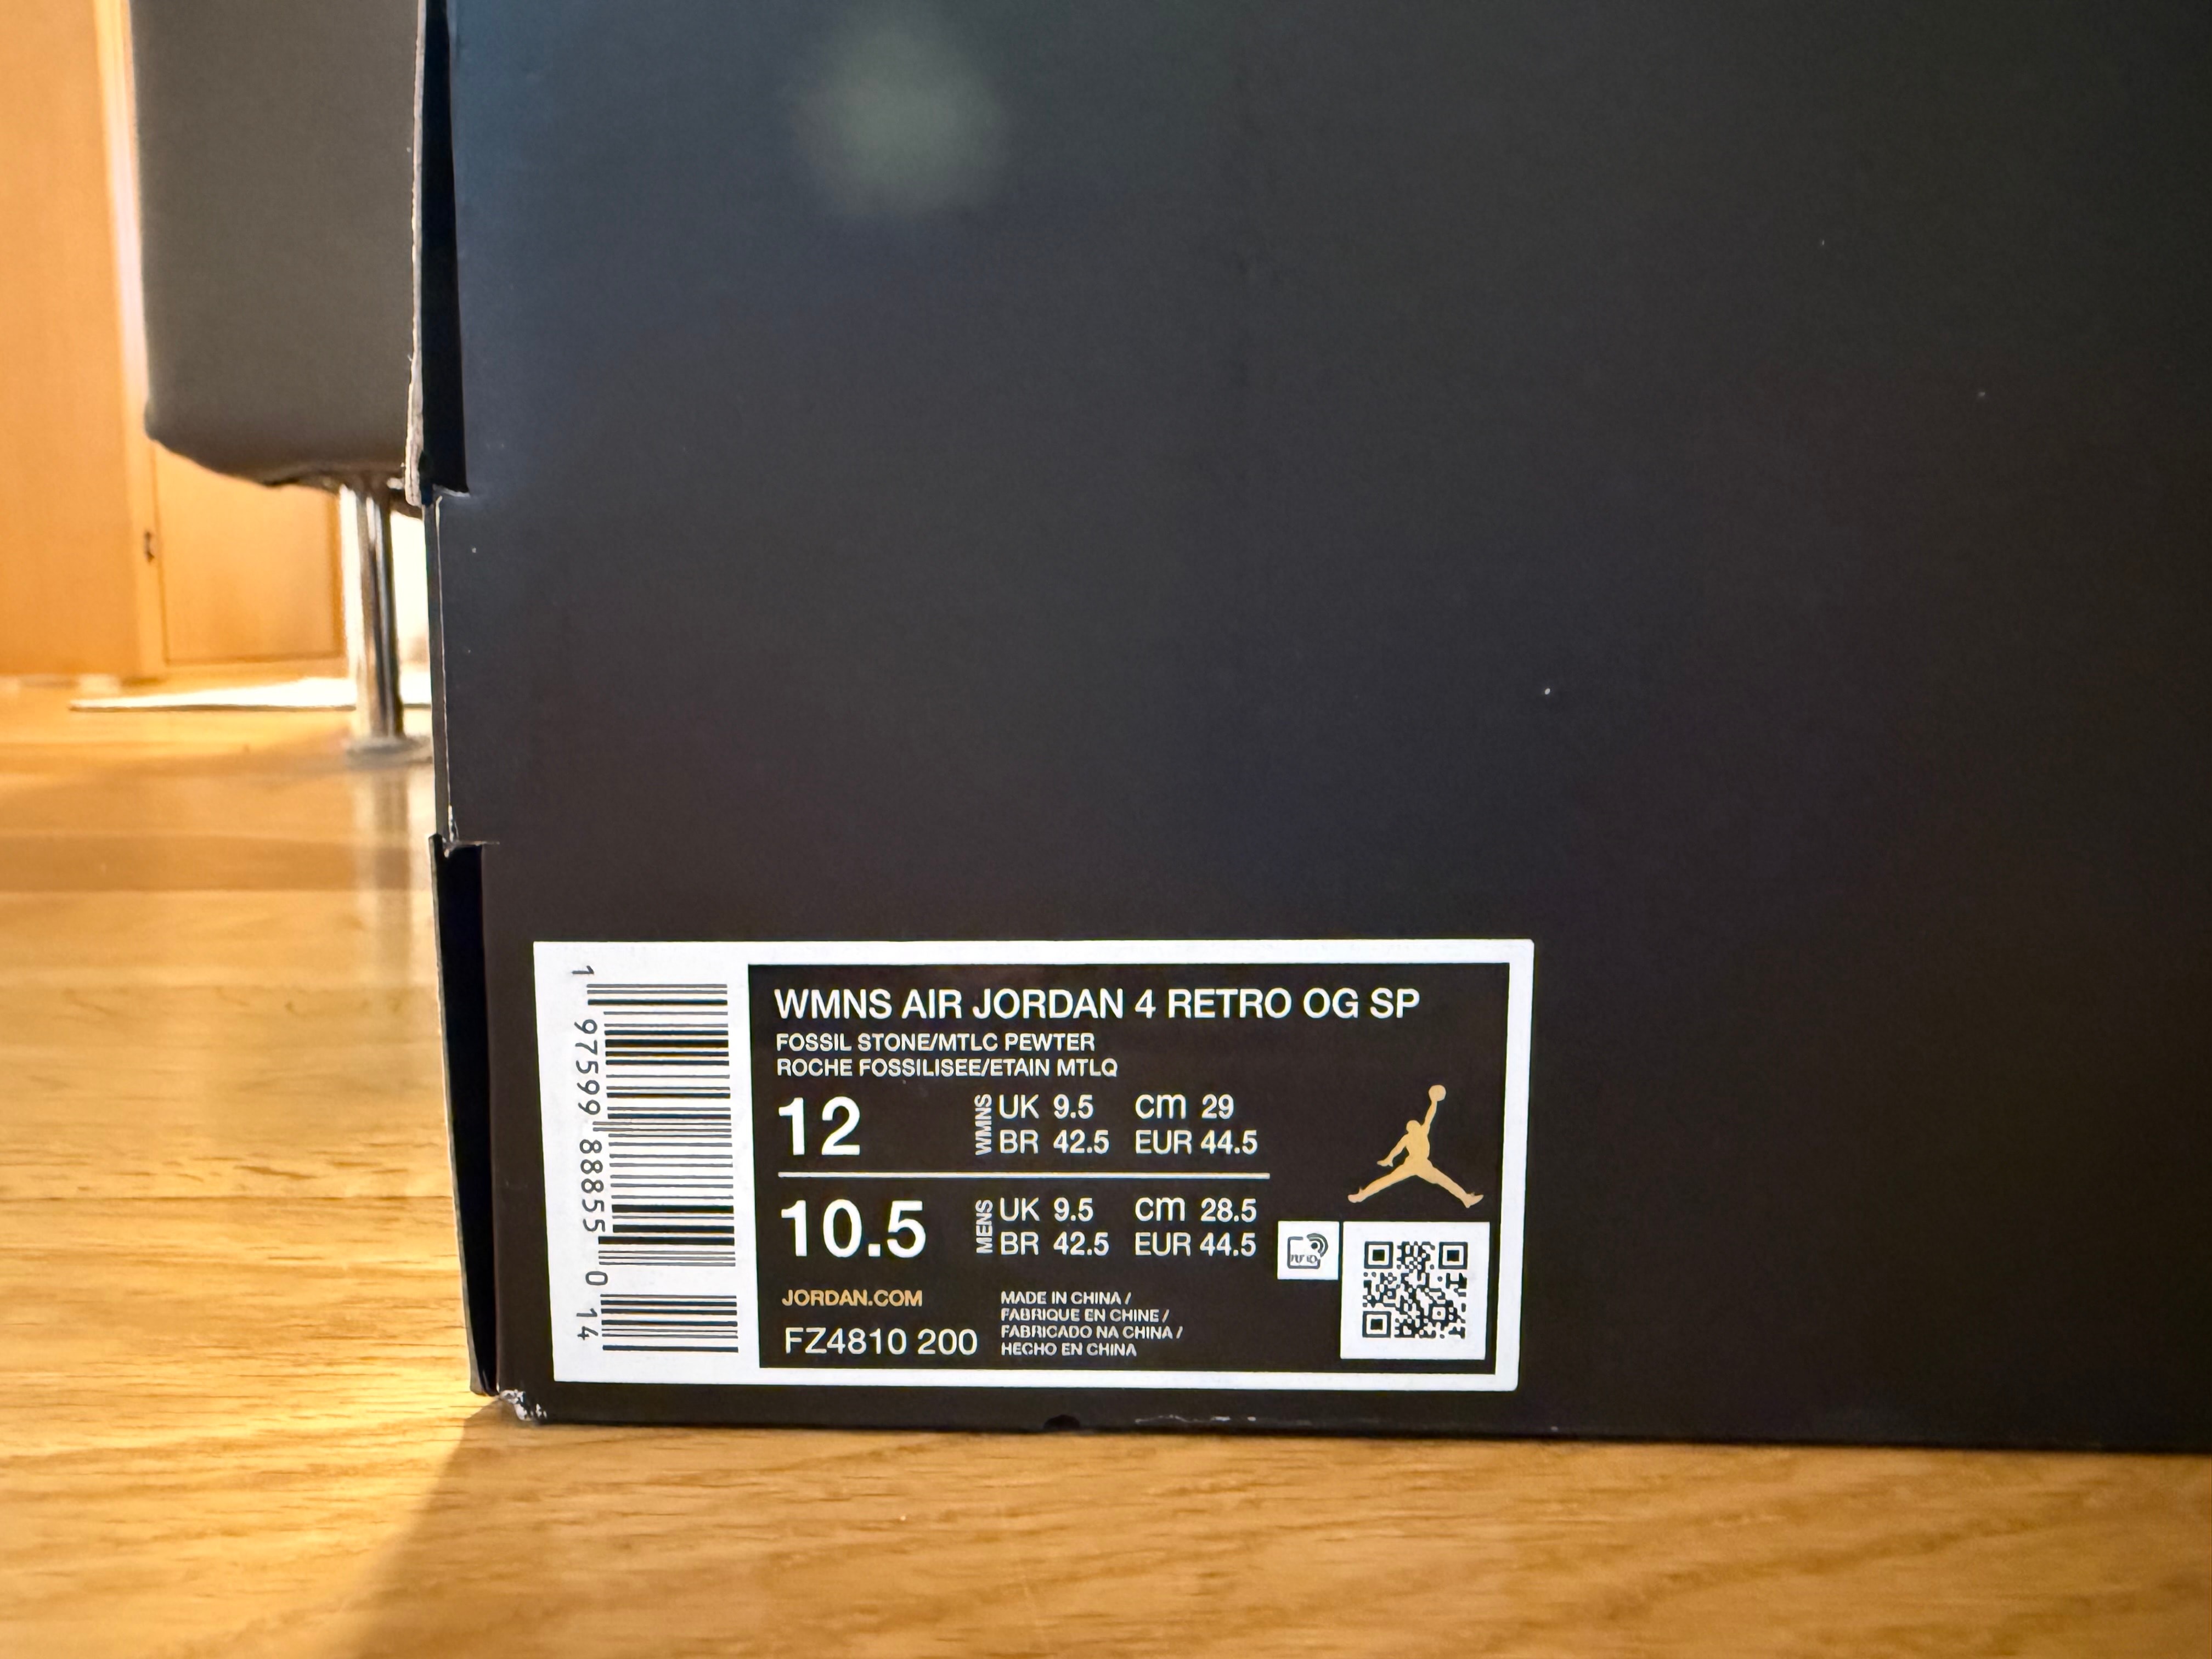 1 97599 88855 0 14
WMNS AIR JORDAN 4 RETRO OG SP
FOSSIL STONE/MTLC PEWTER
ROCHE FOSSILISEE/ETAIN MTLQ
12 WMNS UK 9.5 cm 29
BR 42.5 EUR 44.5
10.5 MENS UK 9.5 cm 28.5
BR 42.5 EUR 44.5
RFID
JORDAN.COM
FZ4810 200
MADE IN CHINA /
FABRIQUE EN CHINE /
FABRICADO NA CHINA /
HECHO EN CHINA